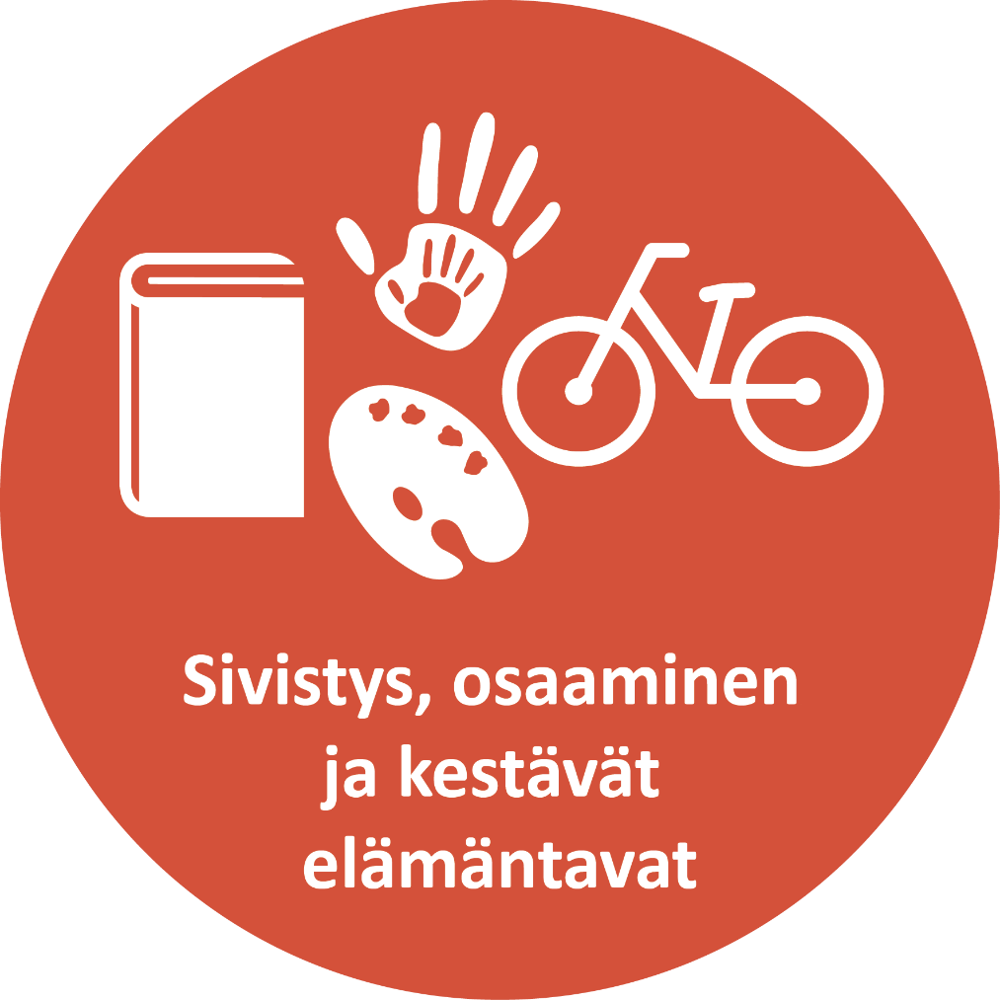 Sivistys, osaaminen
ja kestävät
elämäntavat